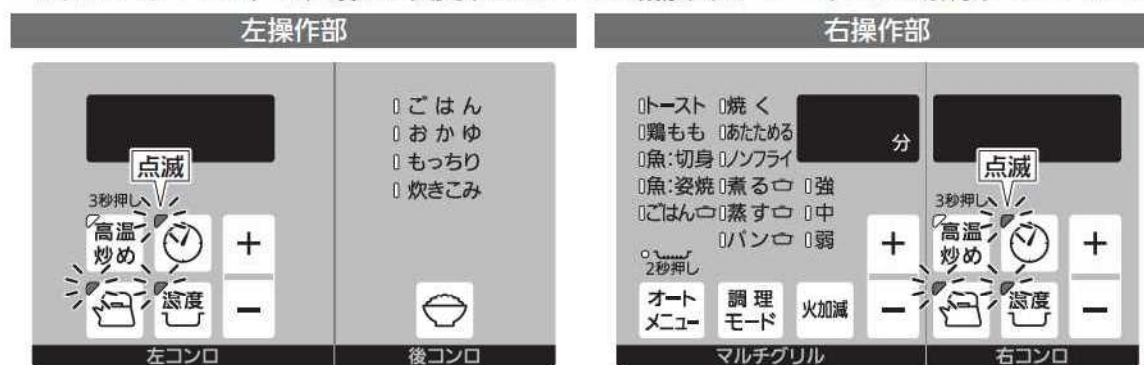 左操作部
ごはん
おかゆ
もっちり
炊きこみ
点滅
3秒押し
高温
炒め
+
温度
-
左コンロ
後コンロ
右操作部
トースト 焼く
鶏もも あたためる
魚:切身 ノンフライ
魚:姿焼 煮る 強
ごはん 蒸す 中
パン 弱
分
2秒押し
オート
メニュー
調理
モード
火加減
+
-
マルチグリル
点滅
3秒押し
高温
炒め
+
温度
-
右コンロ